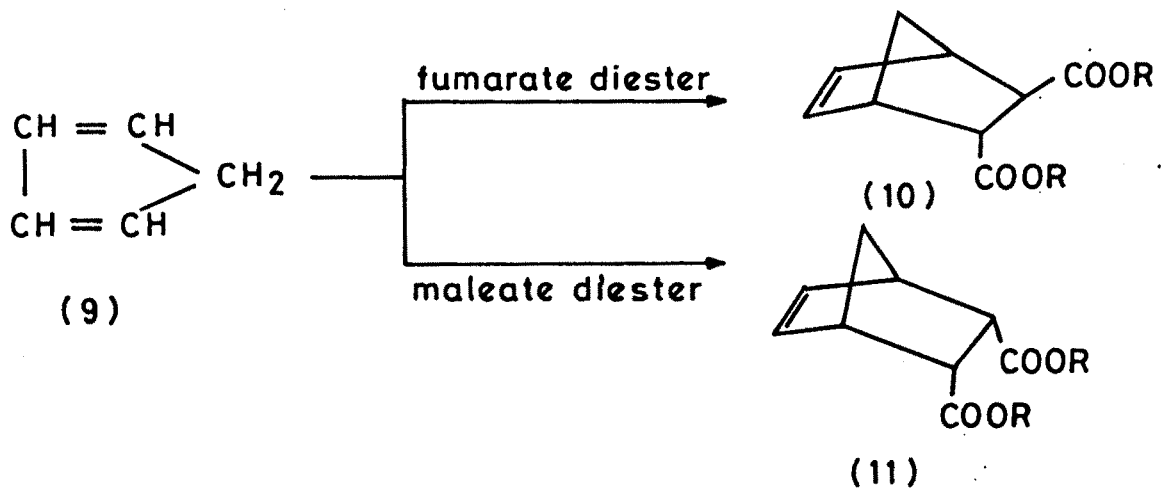 fumarate diester
COOR
COOR
(10)
CH = CH
CH2
CH = CH
(9)
maleate diester
COOR
COOR
(11)